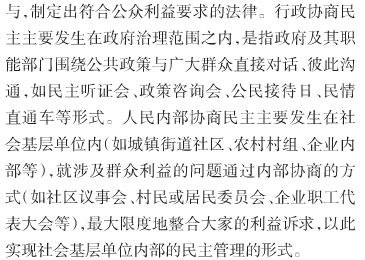 与,制定出符合公众利益要求的法律。行政协商民
主主要发生在政府治理范围之内,是指政府及其职
能部门围绕公共政策与广大群众直接对话、彼此沟
通,如民主听证会、政策咨询会、公民接待日、民情
直通车等形式。人民内部协商民主主要发生在社
会基层单位内(如城镇街道社区、农村村组、企业内
部等),就涉及群众利益的问题通过内部协商的方
式(如社区议事会、村民或居民委员会、企业职工代
表大会等),最大限度地整合大家的利益诉求,以此
实现社会基层单位内部的民主管理的形式。